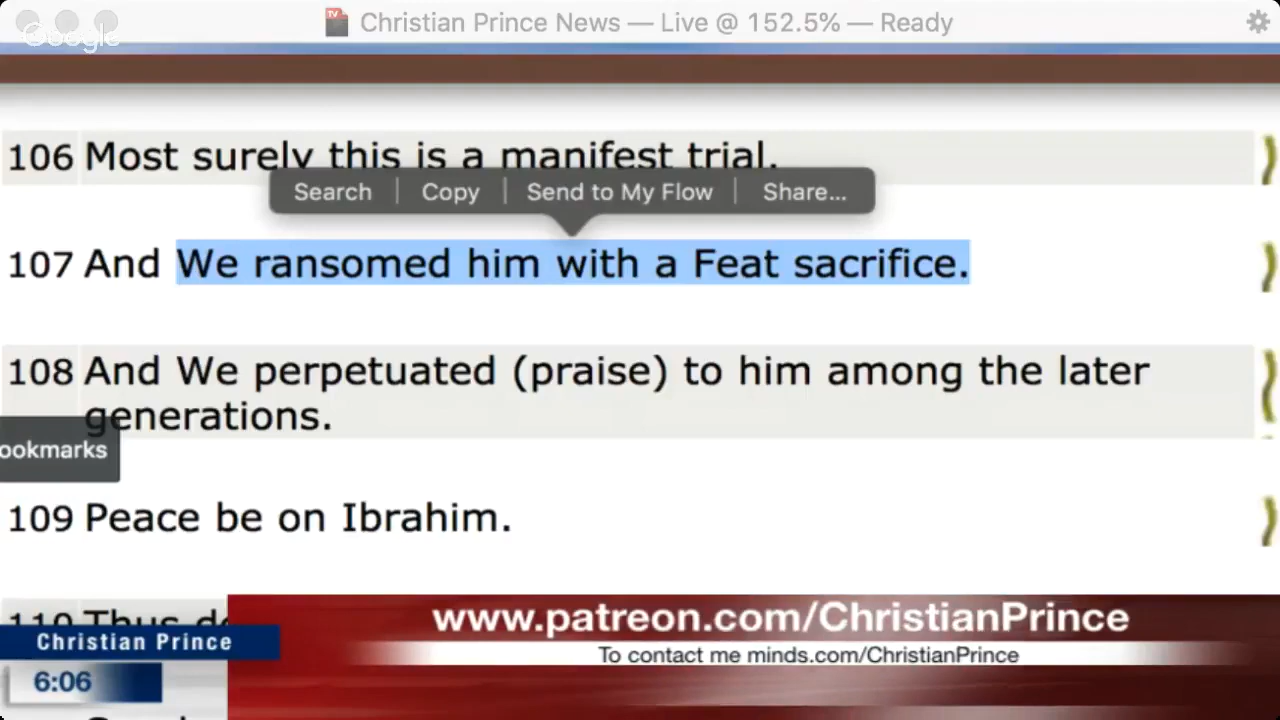 Christian Prince News — Live @ 152.5% — Ready
Google
106 Most surely this is a manifest trial.
Search | Copy | Send to My Flow | Share...
107 And We ransomed him with a Feat sacrifice.
108 And We perpetuated (praise) to him among the later
generations.
ookmarks
109 Peace be on Ibrahim.
110 Thus
www.patreon.com/ChristianPrince
Christian Prince
To contact me minds.com/ChristianPrince
6:06